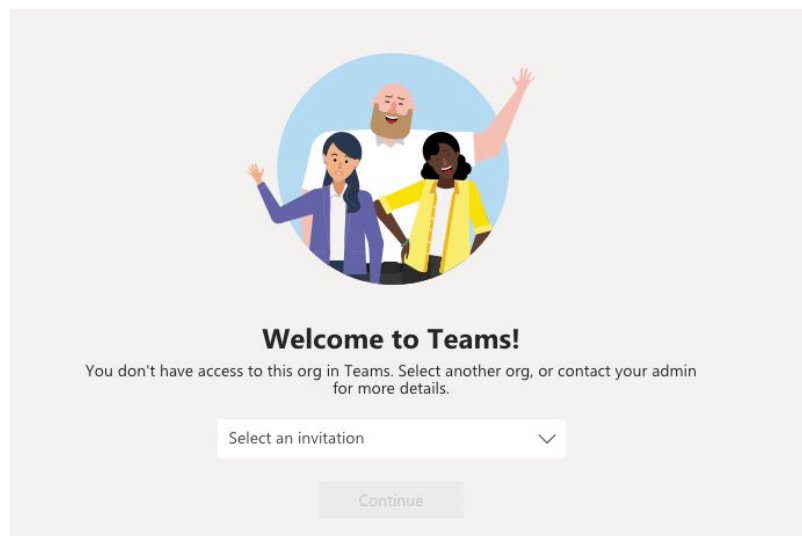 Welcome to Teams!
You don't have access to this org in Teams. Select another org, or contact your admin
for more details.
Select an invitation
Continue